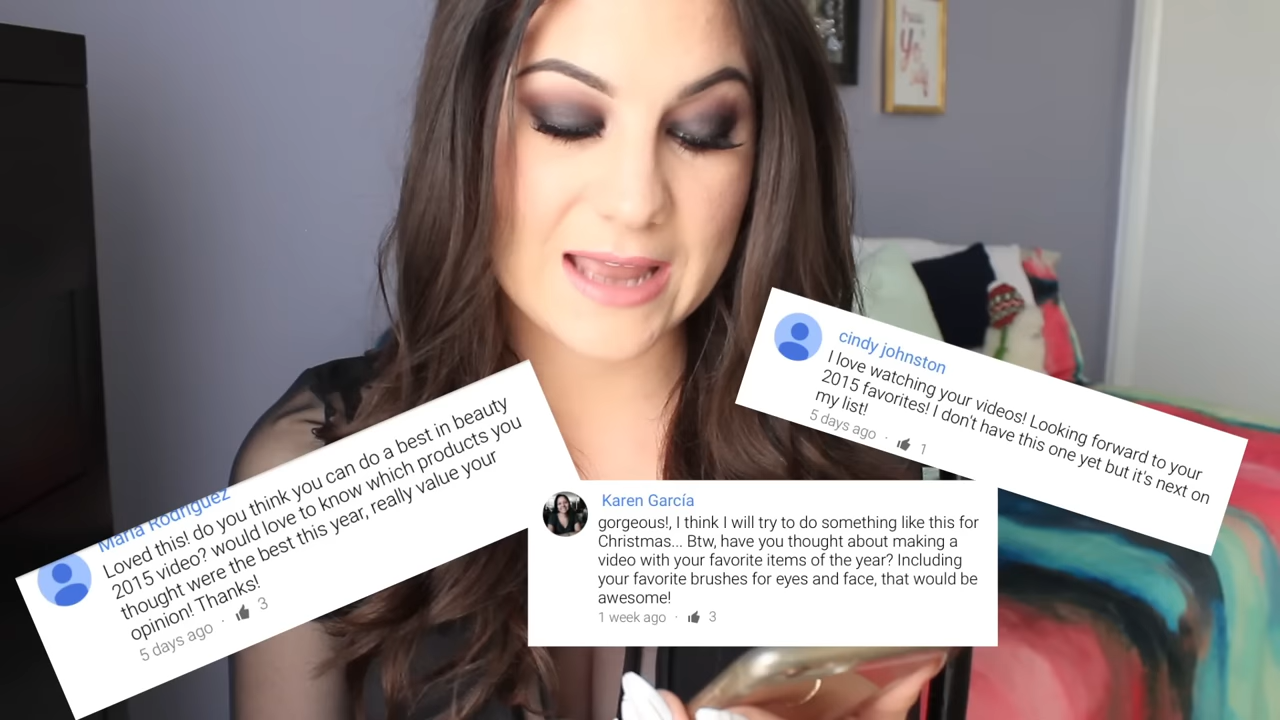 cindy johnston
I love watching your videos! Looking forward to your
2015 favorites! I don't have this one yet but it's next on
my list!
5 days ago · 1
Maria Rodriguez
Loved this! do you think you can do a best in beauty
2015 video? would love to know which products you
thought were the best this year, really value your
opinion! Thanks!
5 days ago · 3
Karen García
gorgeous!, I think I will try to do something like this for
Christmas... Btw, have you thought about making a
video with your favorite items of the year? Including
your favorite brushes for eyes and face, that would be
awesome!
1 week ago · 3